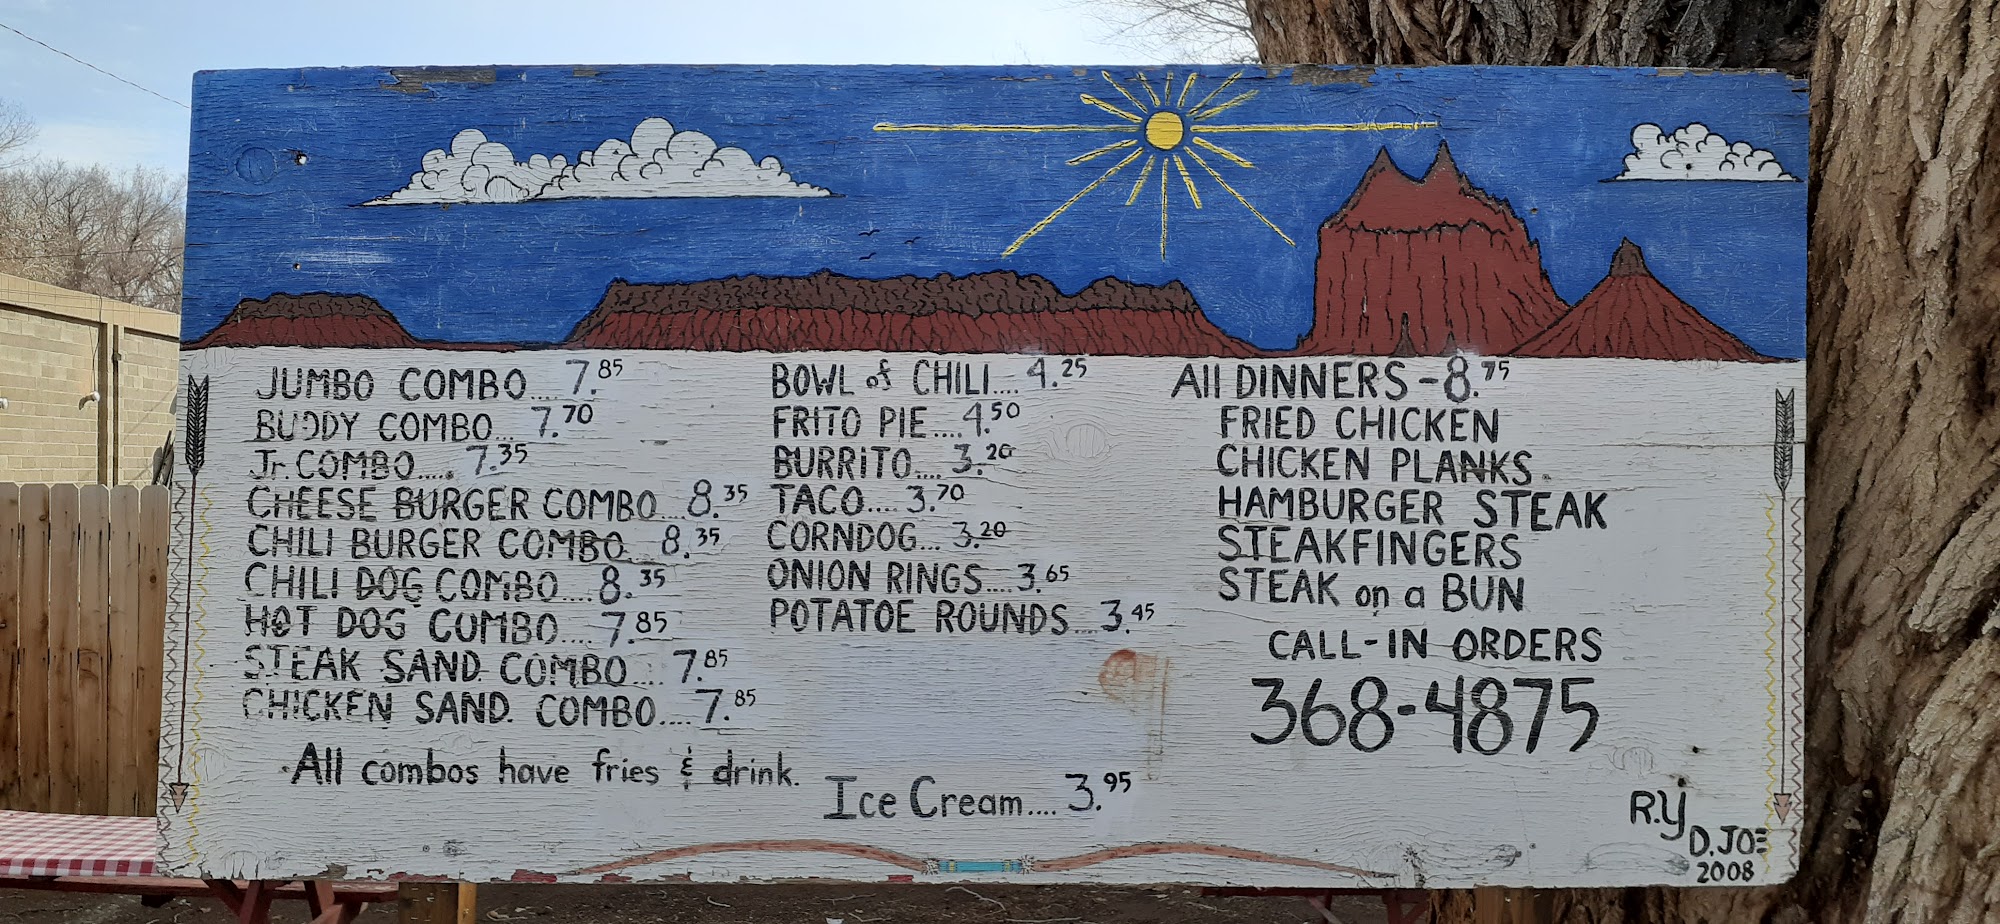 JUMBO COMBO.... 7.85
BUDDY COMBO... 7.70
Jr. COMBO..... 7.35
CHEESE BURGER COMBO... 8.35
CHILI BURGER COMBO... 8.35
CHILI DOG COMBO.... 8.35
HOT DOG COMBO.... 7.85
STEAK SAND. COMBO.... 7.85
CHICKEN SAND. COMBO.... 7.85
All combos have fries & drink.
BOWL of CHILI.... 4.25
FRITO PIE.... 4.50
BURRiTO.... 3.20
TACO.... 3.70
CORNDOG... 3.20
ONION RINGS.... 3.65
POTATOE ROUNDS... 3.45
Ice Cream.... 3.95
All DINNERS - 8.75
FRIED CHICKEN
CHICKEN PLANKS
HAMBURGER STEAK
STEAKFINGERS
STEAK on a BUN
CALL-IN ORDERS
368-4875
R.Y
D.JOE
2008